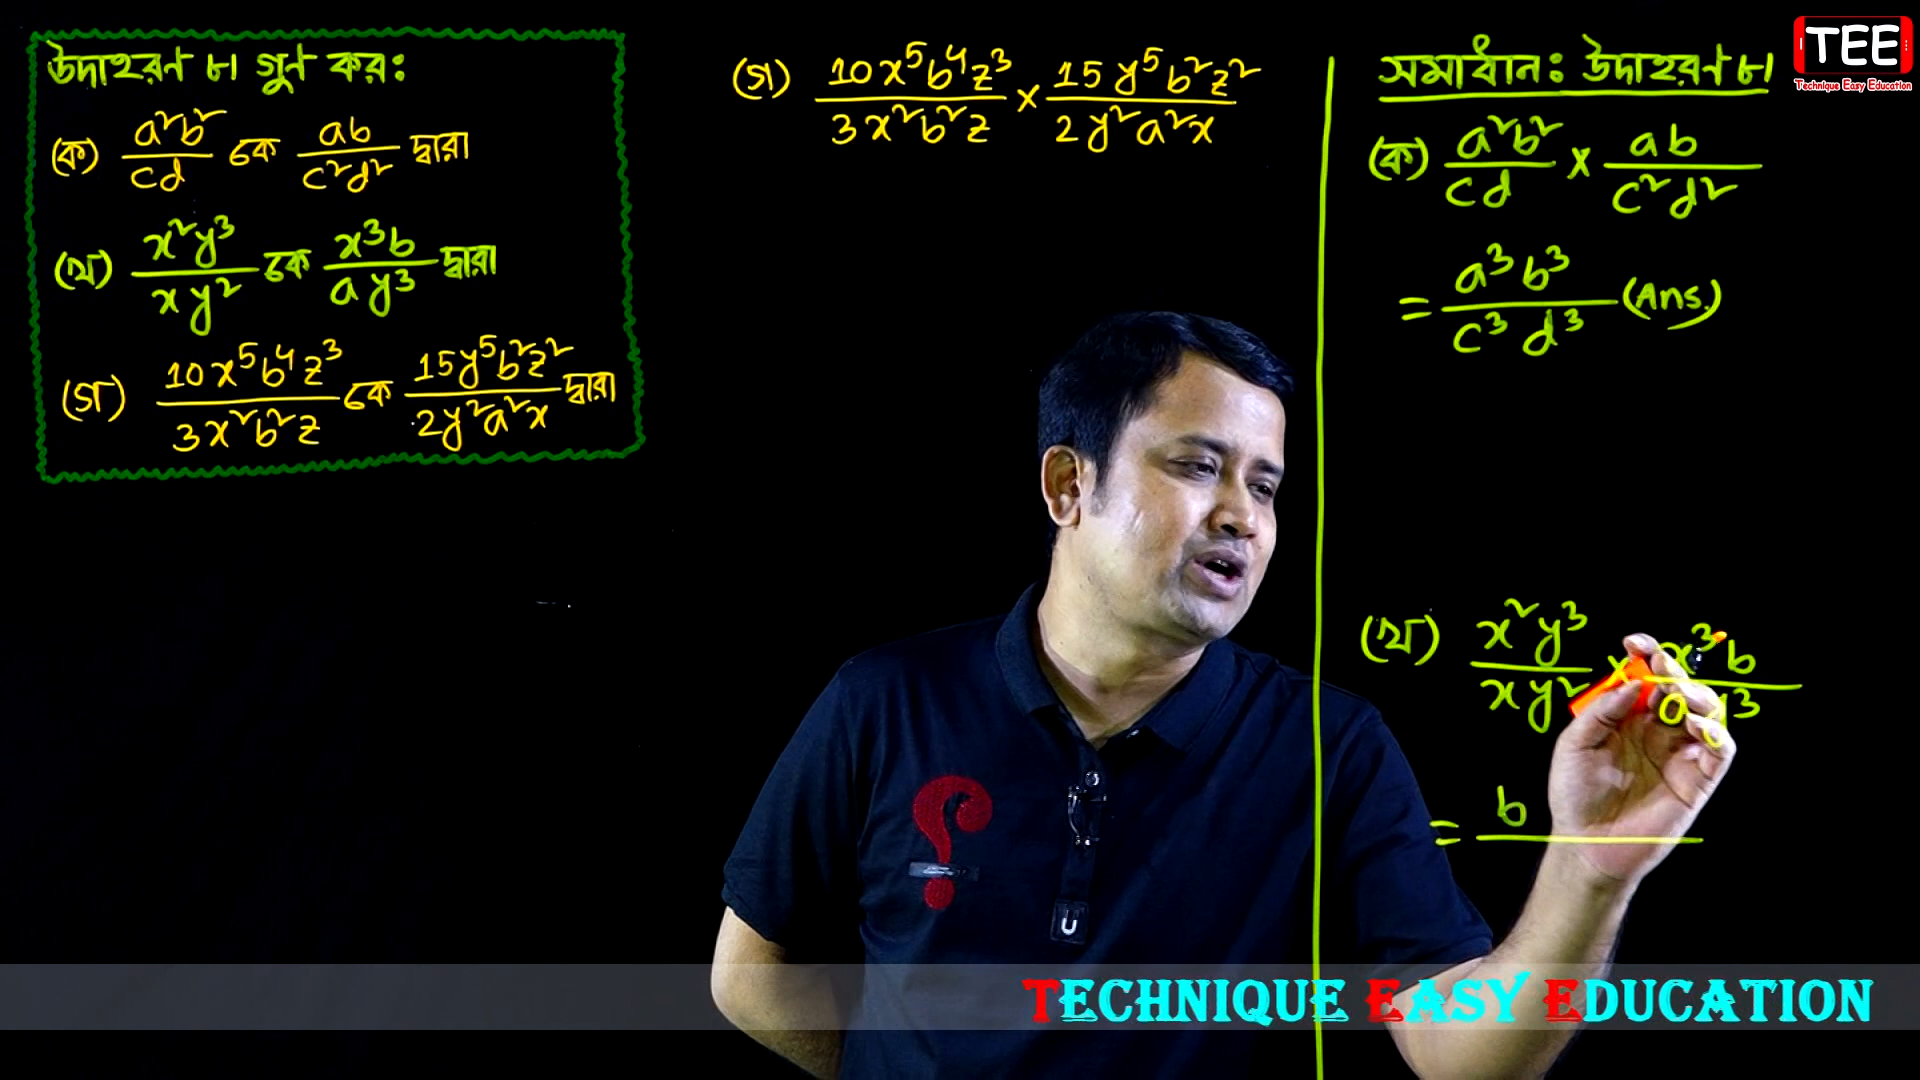 উদাহরণ ৮। গুণ কর:
(ক) a²b²/cd কে ab/c²d² দ্বারা
(খ) x²y³/xy² কে x³b/ay³ দ্বারা
(গ) 10x⁵b⁴z³/3x²b²z কে 15y⁵b²z²/2y²a²x দ্বারা
(গ) 10x⁵b⁴z³/3x²b²z × 15y⁵b²z²/2y²a²x
সমাধান: উদাহরণ ৮।
(ক) a²b²/cd × ab/c²d²
= a³b³/c³d³ (Ans.)
(খ) x²y³/xy² × x³b/ay³
= b
TEE
Technique Easy Education
U
TECHNIQUE EASY EDUCATION